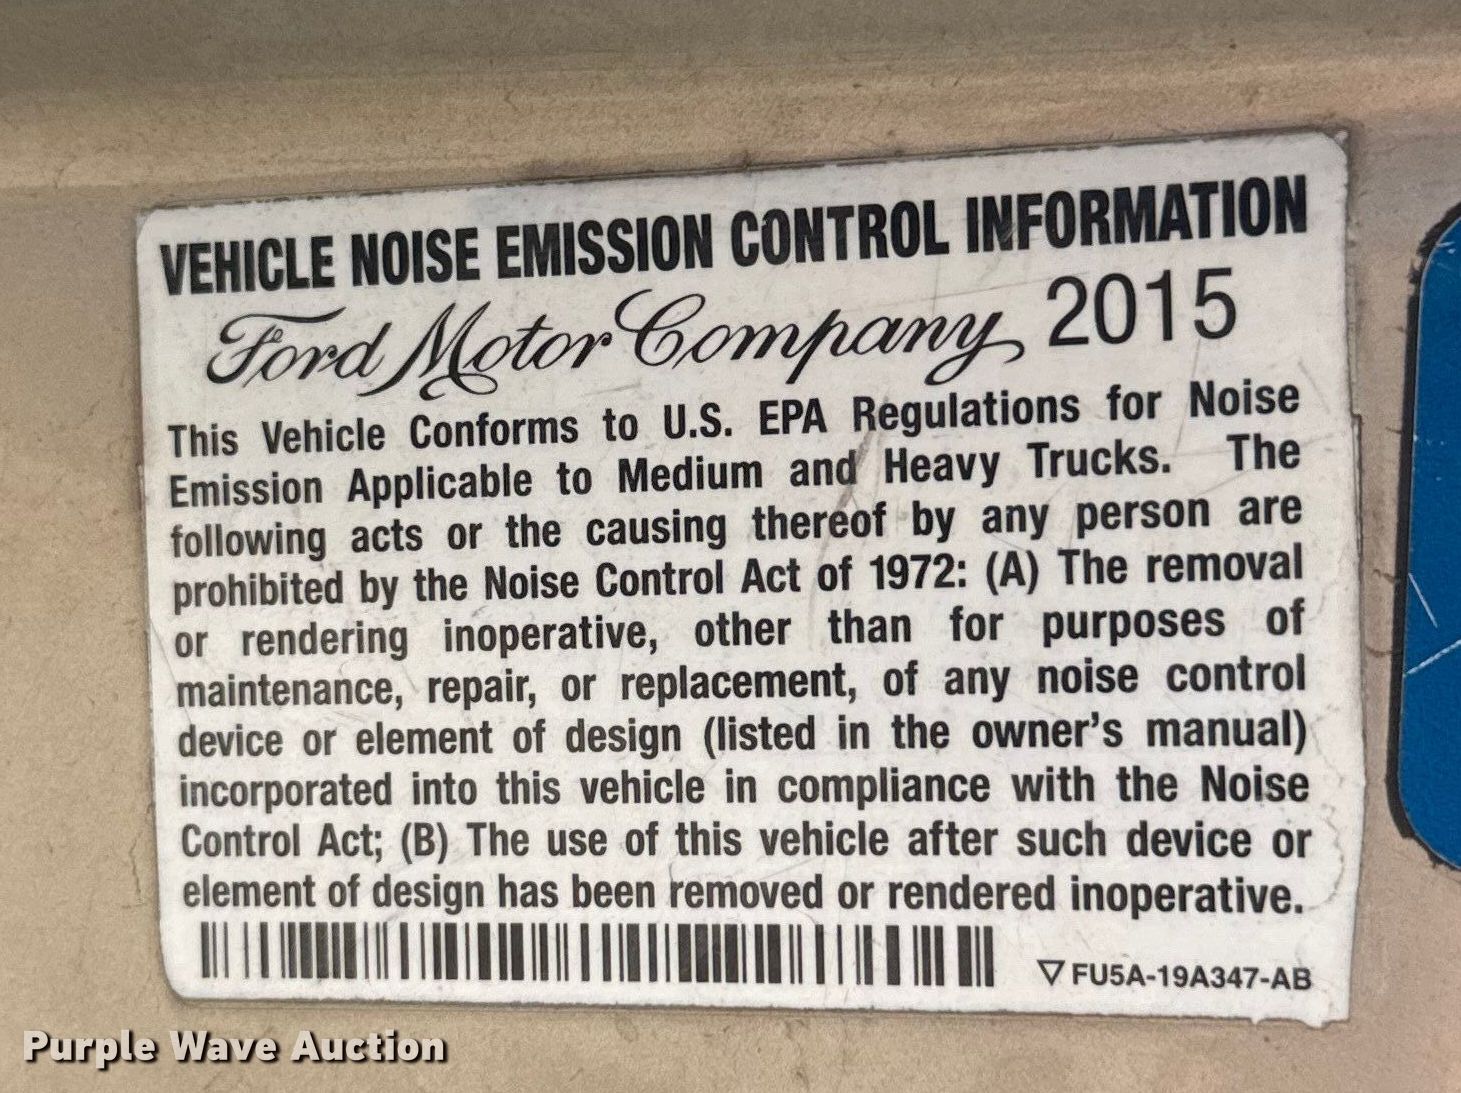 VEHICLE NOISE EMISSION CONTROL INFORMATION
Ford Motor Company 2015
This Vehicle Conforms to U.S. EPA Regulations for Noise
Emission Applicable to Medium and Heavy Trucks. The
following acts or the causing thereof by any person are
prohibited by the Noise Control Act of 1972: (A) The removal
or rendering inoperative, other than for purposes of
maintenance, repair, or replacement, of any noise control
device or element of design (listed in the owner's manual)
incorporated into this vehicle in compliance with the Noise
Control Act; (B) The use of this vehicle after such device or
element of design has been removed or rendered inoperative.
▽ FU5A-19A347-AB
Purple Wave Auction